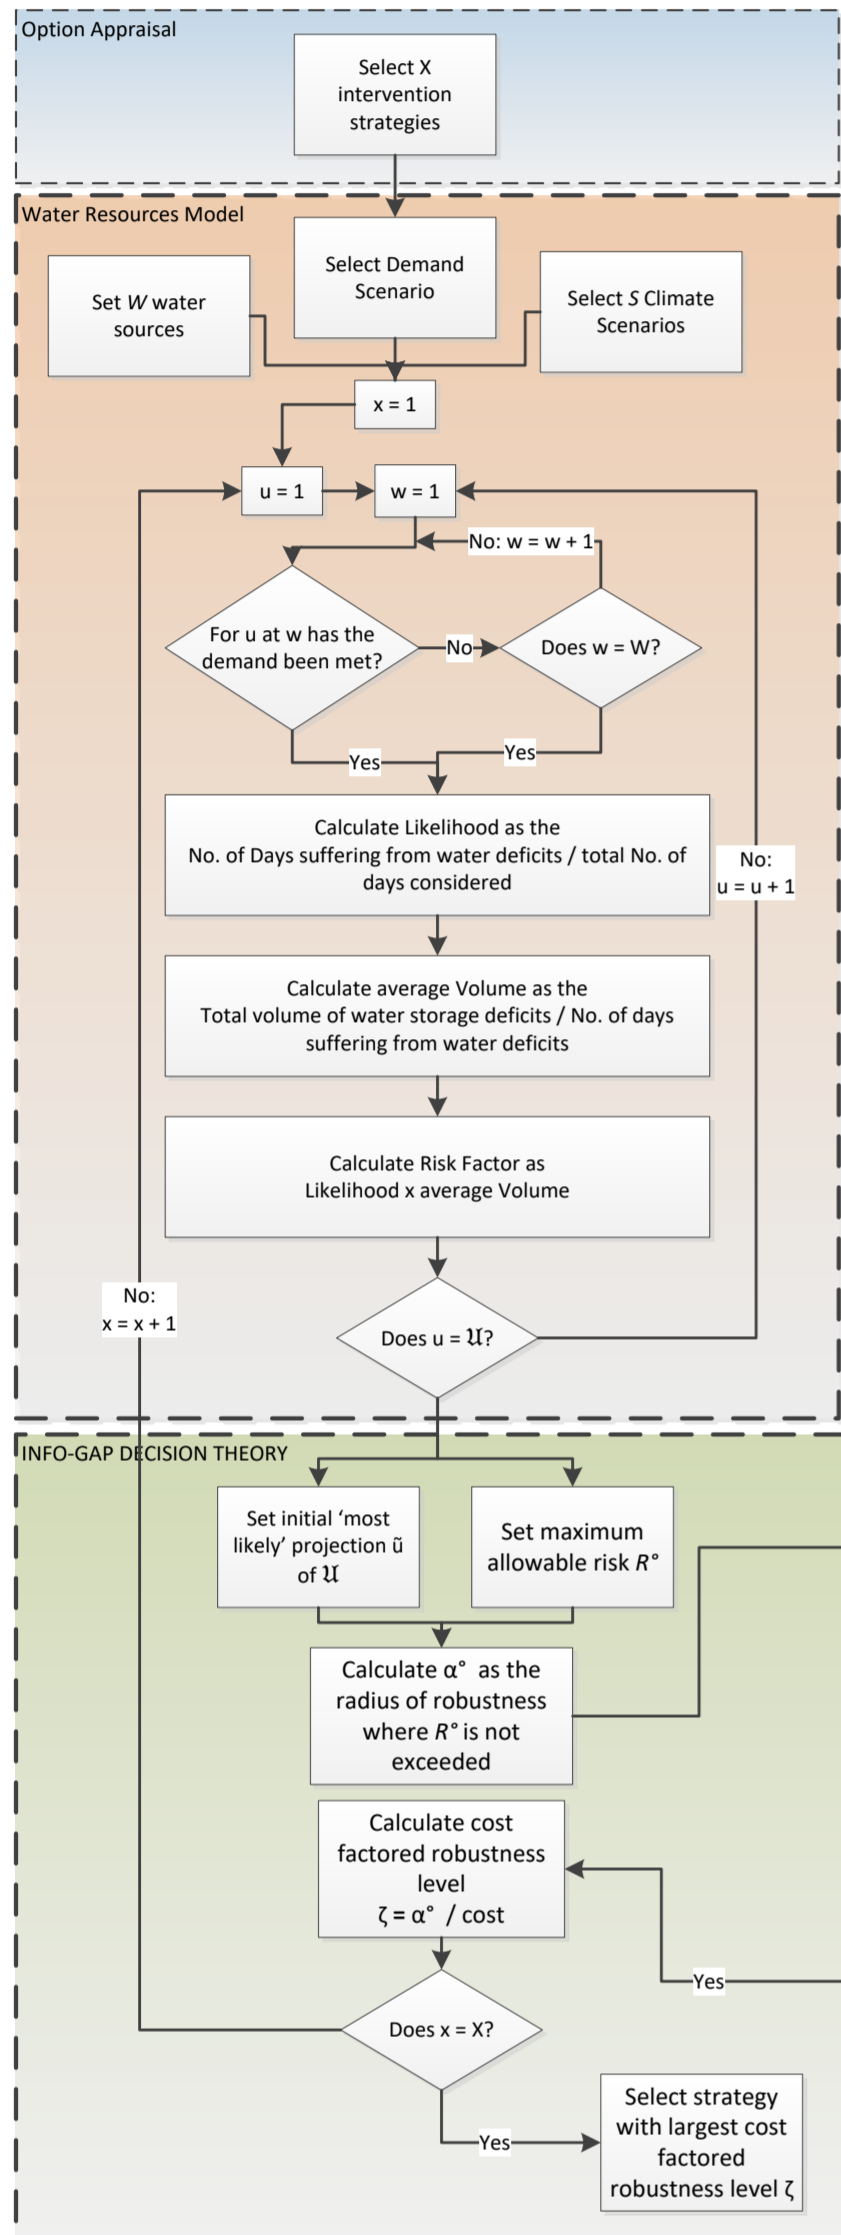 Option Appraisal
Select X
intervention
strategies
Water Resources Model
Set W water
sources
Select Demand
Scenario
Select S Climate
Scenarios
x = 1
u = 1
w = 1
No: w = w + 1
For u at w has the
demand been met?
No
Does w = W?
Yes
Yes
Calculate Likelihood as the
No. of Days suffering from water deficits / total No. of
days considered
No:
u = u + 1
Calculate average Volume as the
Total volume of water storage deficits / No. of days
suffering from water deficits
Calculate Risk Factor as
Likelihood x average Volume
No:
x = x + 1
Does u = 𝔘?
INFO-GAP DECISION THEORY
Set initial ‘most
likely’ projection ũ
of 𝔘
Set maximum
allowable risk R°
Calculate α° as the
radius of robustness
where R° is not
exceeded
Calculate cost
factored robustness
level
ζ = α° / cost
Yes
Does x = X?
Yes
Select strategy
with largest cost
factored
robustness level ζ